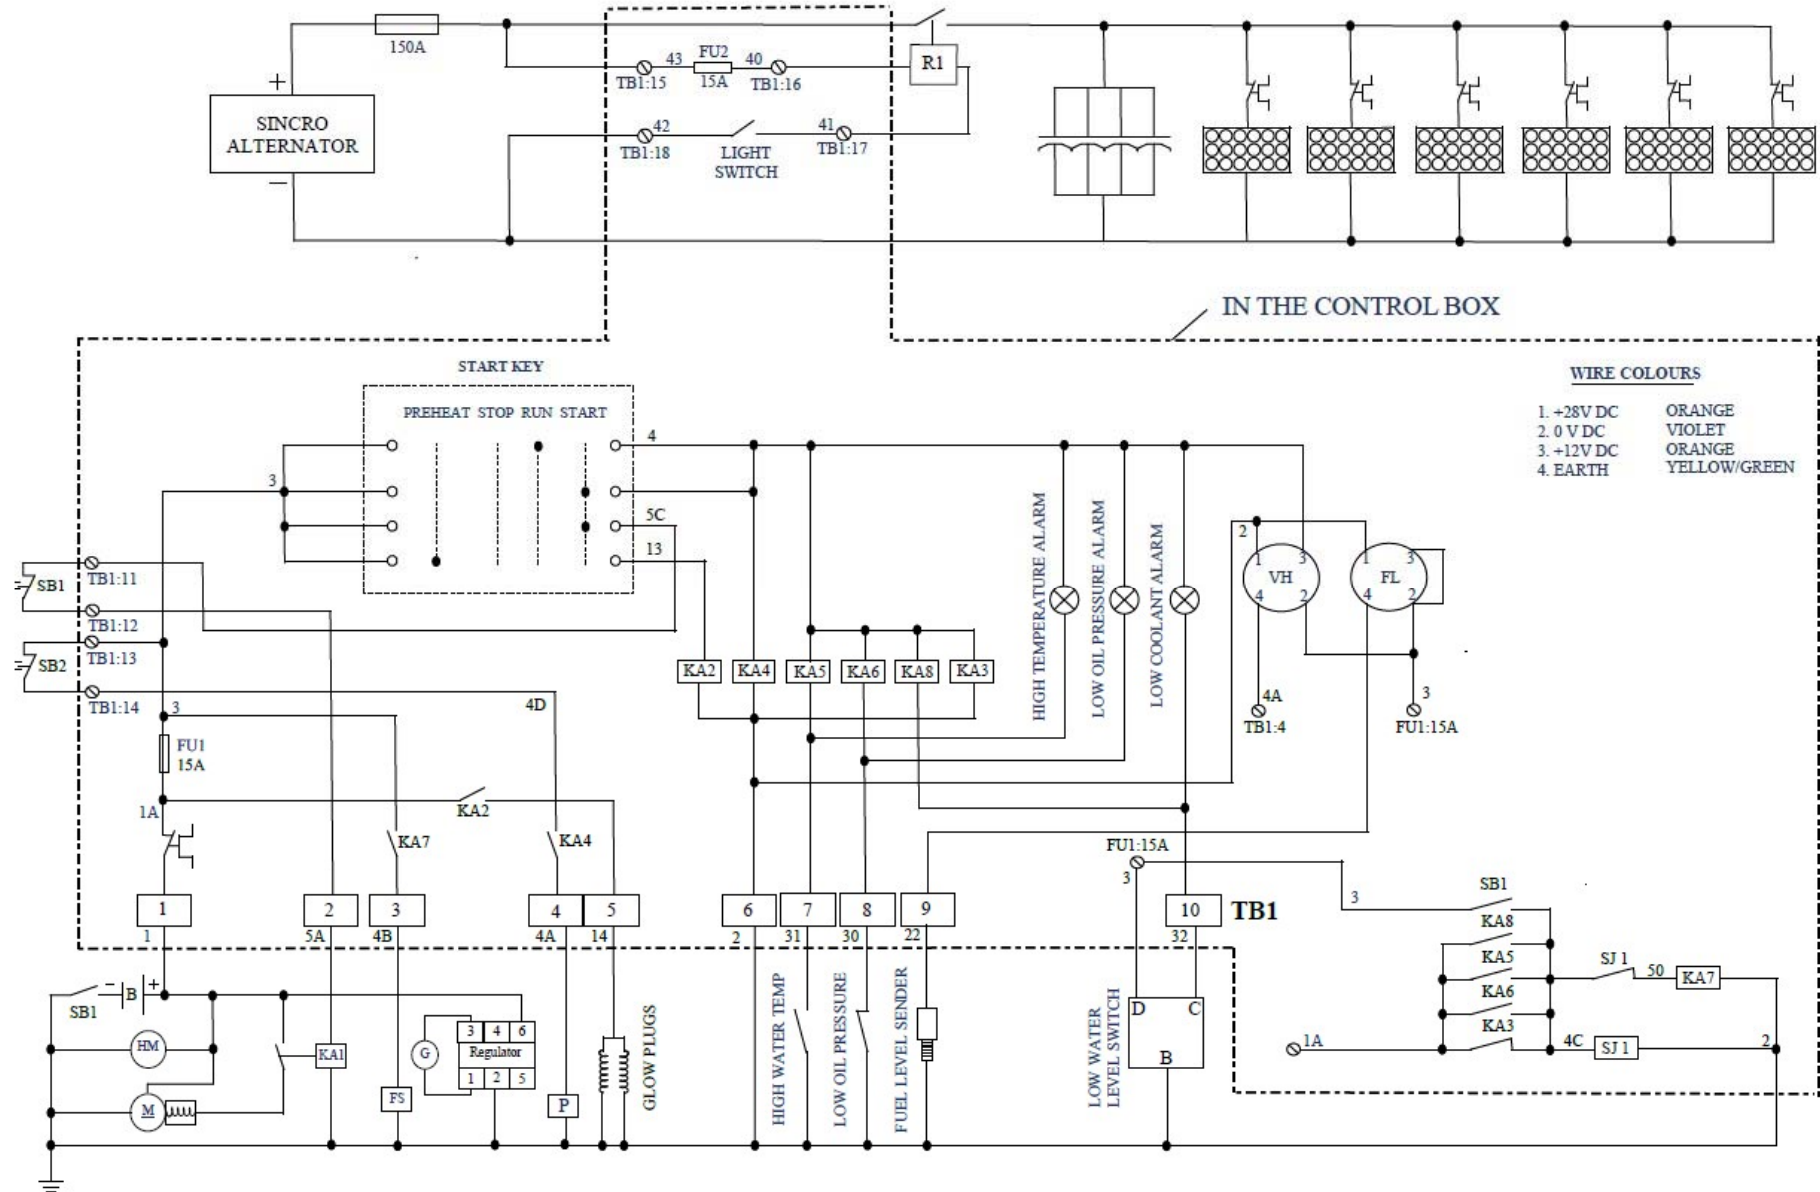 150A
+
SINCRO
ALTERNATOR
−
43
FU2
40
TB1:15
15A
TB1:16
R1
42
41
TB1:18
LIGHT
SWITCH
TB1:17
IN THE CONTROL BOX
WIRE COLOURS
1. +28V DC ORANGE
2. 0 V DC VIOLET
3. +12V DC ORANGE
4. EARTH YELLOW/GREEN
START KEY
PREHEAT STOP RUN START
3
4
5C
13
SB1
TB1:11
TB1:12
SB2
TB1:13
TB1:14
3
FU1
15A
1A
KA2
KA7
4D
KA4
KA2
KA4
KA5
KA6
KA8
KA3
HIGH TEMPERATURE ALARM
LOW OIL PRESSURE ALARM
LOW COOLANT ALARM
2
1
3
VH
4
2
1
3
FL
4
2
4A
TB1:4
3
FU1:15A
FU1:15A
3
1
2
3
4
5
6
7
8
9
10
TB1
1
5A
4B
4A
14
2
31
30
22
32
SB1
−
B
+
HM
M
KA1
FS
G
3 4 6
Regulator
1 2 5
P
GLOW PLUGS
HIGH WATER TEMP
LOW OIL PRESSURE
FUEL LEVEL SENDER
LOW WATER
LEVEL SWITCH
D
C
B
3
SB1
KA8
KA5
KA6
KA3
1A
SJ 1
50
KA7
4C
SJ 1
2